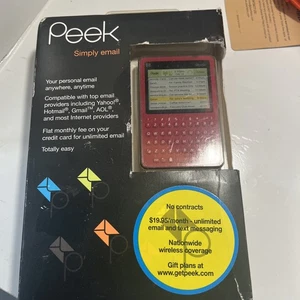 Peek
Simply email
Your personal email
anywhere, anytime
Compatible with top email
providers including Yahoo!®,
Hotmail®, Gmail™, AOL®,
and most Internet providers
Flat monthly fee on your
credit card for unlimited email
Totally easy
No contracts
$19.95/month - unlimited
email and text messaging
Nationwide
wireless coverage
Gift plans at
www.getpeek.com